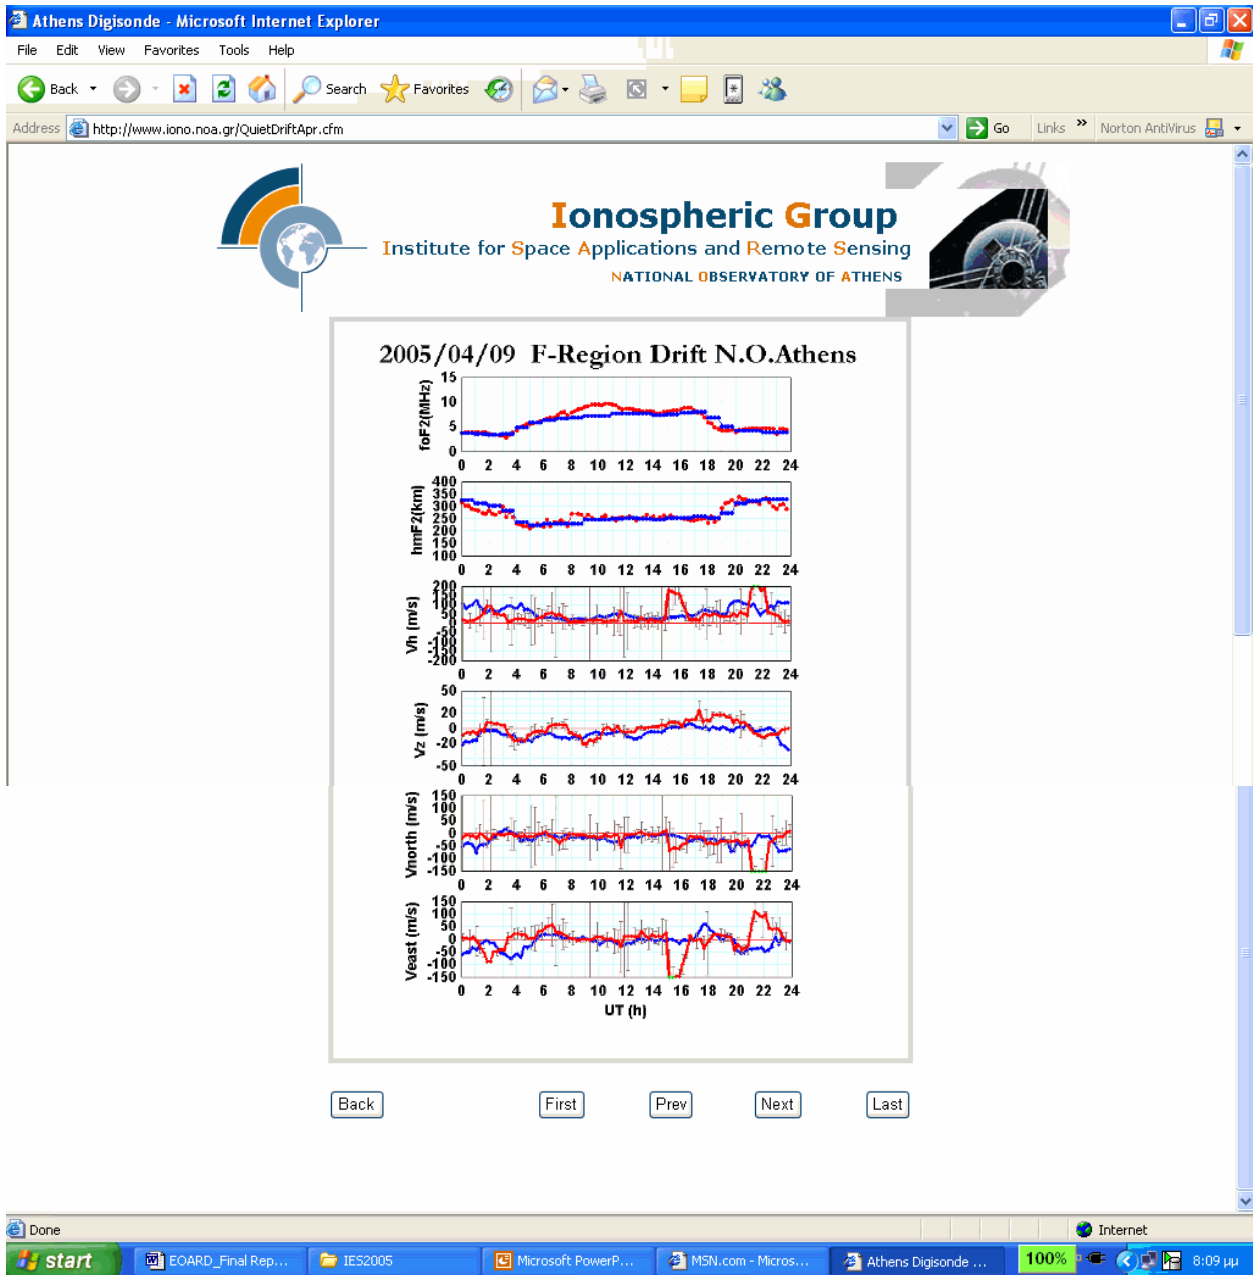 Athens Digisonde - Microsoft Internet Explorer
File Edit View Favorites Tools Help
Back Search Favorites
Address http://www.iono.noa.gr/QuietDriftApr.cfm Go Links » Norton AntiVirus
Ionospheric Group
Institute for Space Applications and Remote Sensing
NATIONAL OBSERVATORY OF ATHENS
2005/04/09 F-Region Drift N.O.Athens
foF2(MHz)
15
10
5
0
0 2 4 6 8 10 12 14 16 18 20 22 24
hmF2(km)
400
350
300
250
200
150
100
0 2 4 6 8 10 12 14 16 18 20 22 24
Vh (m/s)
200
150
100
50
0
-50
-100
-150
-200
0 2 4 6 8 10 12 14 16 18 20 22 24
Vz (m/s)
50
20
0
-20
-50
0 2 4 6 8 10 12 14 16 18 20 22 24
Vnorth (m/s)
150
100
50
0
-50
-100
-150
0 2 4 6 8 10 12 14 16 18 20 22 24
Veast (m/s)
150
100
50
0
-50
-100
-150
0 2 4 6 8 10 12 14 16 18 20 22 24
UT (h)
Back First Prev Next Last
Done Internet
start EOARD_Final Rep... IES2005 Microsoft PowerP... MSN.com - Micros... Athens Digisonde ... 100% 8:09 μμ